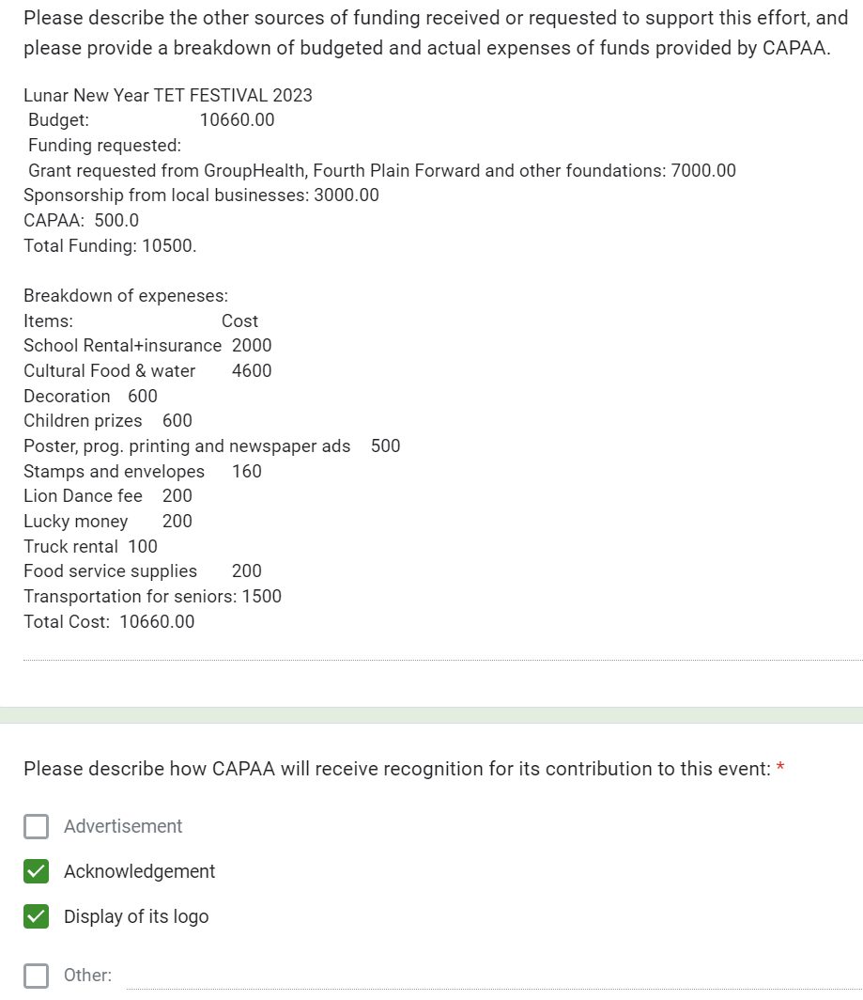 Please describe the other sources of funding received or requested to support this effort, and
please provide a breakdown of budgeted and actual expenses of funds provided by CAPAA.
Lunar New Year TET FESTIVAL 2023
Budget: 10660.00
Funding requested:
Grant requested from GroupHealth, Fourth Plain Forward and other foundations: 7000.00
Sponsorship from local businesses: 3000.00
CAPAA: 500.0
Total Funding: 10500.
Breakdown of expeneses:
Items: Cost
School Rental+insurance 2000
Cultural Food & water 4600
Decoration 600
Children prizes 600
Poster, prog. printing and newspaper ads 500
Stamps and envelopes 160
Lion Dance fee 200
Lucky money 200
Truck rental 100
Food service supplies 200
Transportation for seniors: 1500
Total Cost: 10660.00
Please describe how CAPAA will receive recognition for its contribution to this event: *
Advertisement
Acknowledgement
Display of its logo
Other: